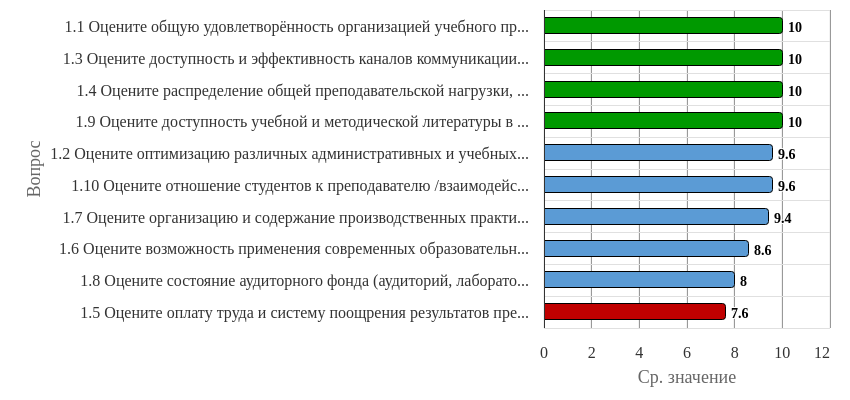 1.1 Оцените общую удовлетворённость организацией учебного пр... 10
1.3 Оцените доступность и эффективность каналов коммуникации... 10
1.4 Оцените распределение общей преподавательской нагрузки, ... 10
1.9 Оцените доступность учебной и методической литературы в ... 10
1.2 Оцените оптимизацию различных административных и учебных... 9.6
1.10 Оцените отношение студентов к преподавателю /взаимодейс... 9.6
1.7 Оцените организацию и содержание производственных практи... 9.4
1.6 Оцените возможность применения современных образовательн... 8.6
1.8 Оцените состояние аудиторного фонда (аудиторий, лаборато... 8
1.5 Оцените оплату труда и систему поощрения результатов пре... 7.6
Вопрос
0 2 4 6 8 10 12
Ср. значение